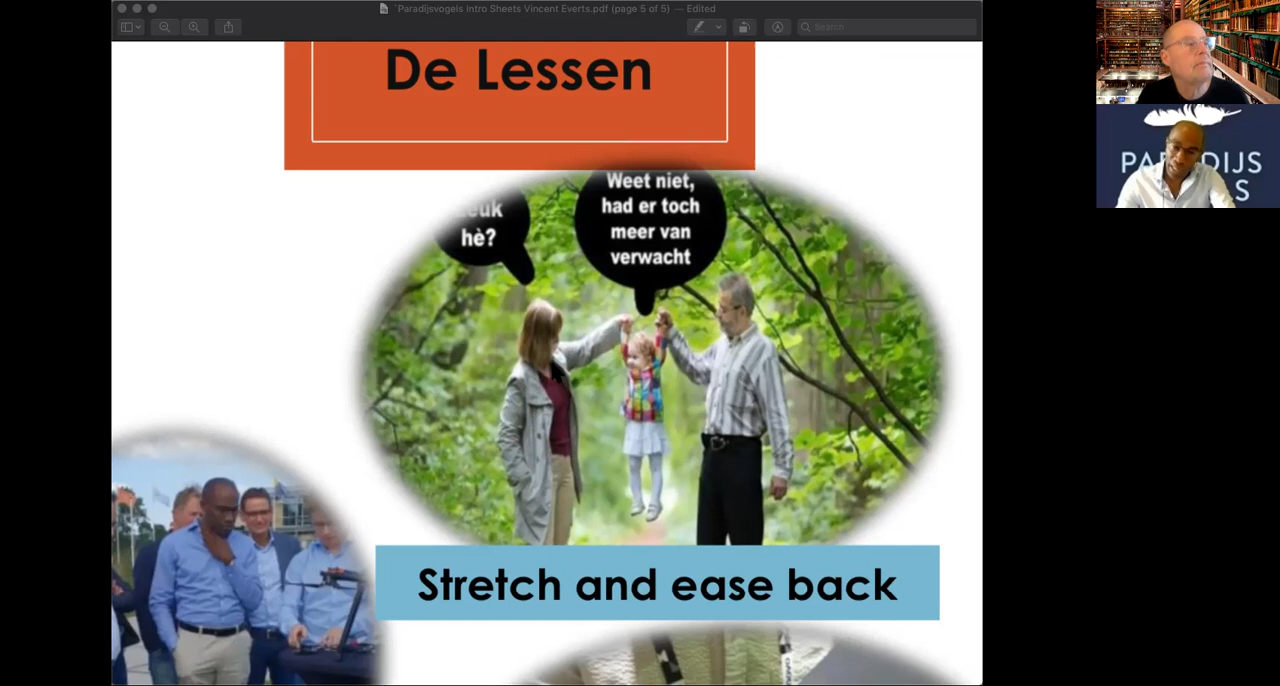 `Paradijsvogels Intro Sheets Vincent Everts.pdf (page 5 of 5) — Edited
Search
De Lessen
hè?
Weet niet,
had er toch
meer van
verwacht
Stretch and ease back